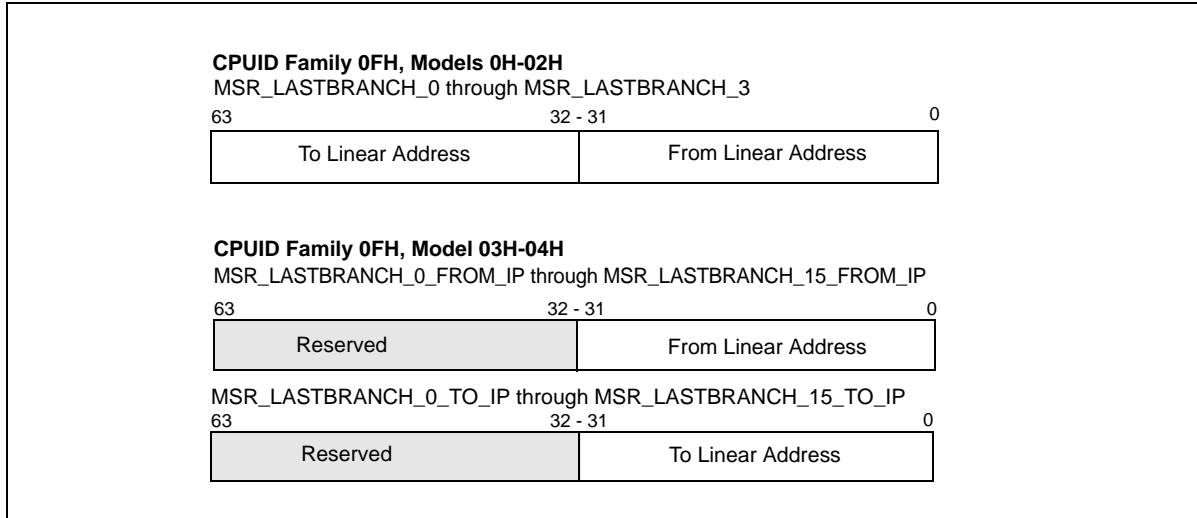 CPUID Family 0FH, Models 0H-02H
MSR_LASTBRANCH_0 through MSR_LASTBRANCH_3
63 32 - 31 0
To Linear Address From Linear Address
CPUID Family 0FH, Model 03H-04H
MSR_LASTBRANCH_0_FROM_IP through MSR_LASTBRANCH_15_FROM_IP
63 32 - 31 0
Reserved From Linear Address
MSR_LASTBRANCH_0_TO_IP through MSR_LASTBRANCH_15_TO_IP
63 32 - 31 0
Reserved To Linear Address